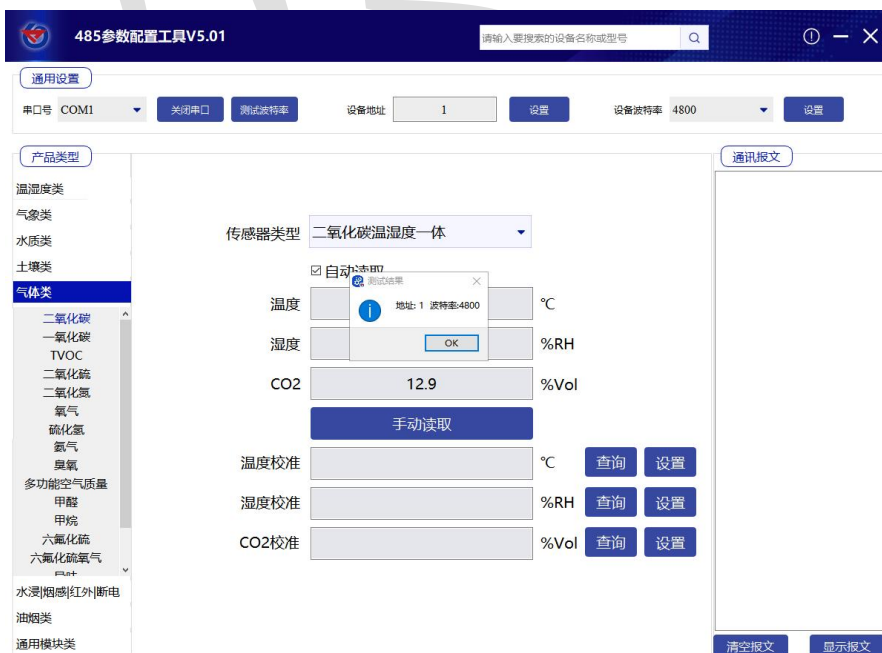 485参数配置工具V5.01
请输入要搜索的设备名称或型号
通用设置
串口号 COM1 关闭串口 测试波特率 设备地址 1 设置 设备波特率 4800 设置
产品类型
通讯报文
温湿度类
气象类
水质类
土壤类
气体类
二氧化碳
一氧化碳
TVOC
二氧化硫
二氧化氮
氧气
硫化氢
氨气
臭氧
多功能空气质量
甲醛
甲烷
六氟化硫
六氟化硫氧气
水浸|烟感|红外|断电
油烟类
通用模块类
传感器类型 二氧化碳温湿度一体
自动读取
测试结果
地址: 1 波特率:4800
OK
温度 ℃
湿度 %RH
CO2 12.9 %Vol
手动读取
温度校准 ℃ 查询 设置
湿度校准 %RH 查询 设置
CO2校准 %Vol 查询 设置
清空报文 显示报文